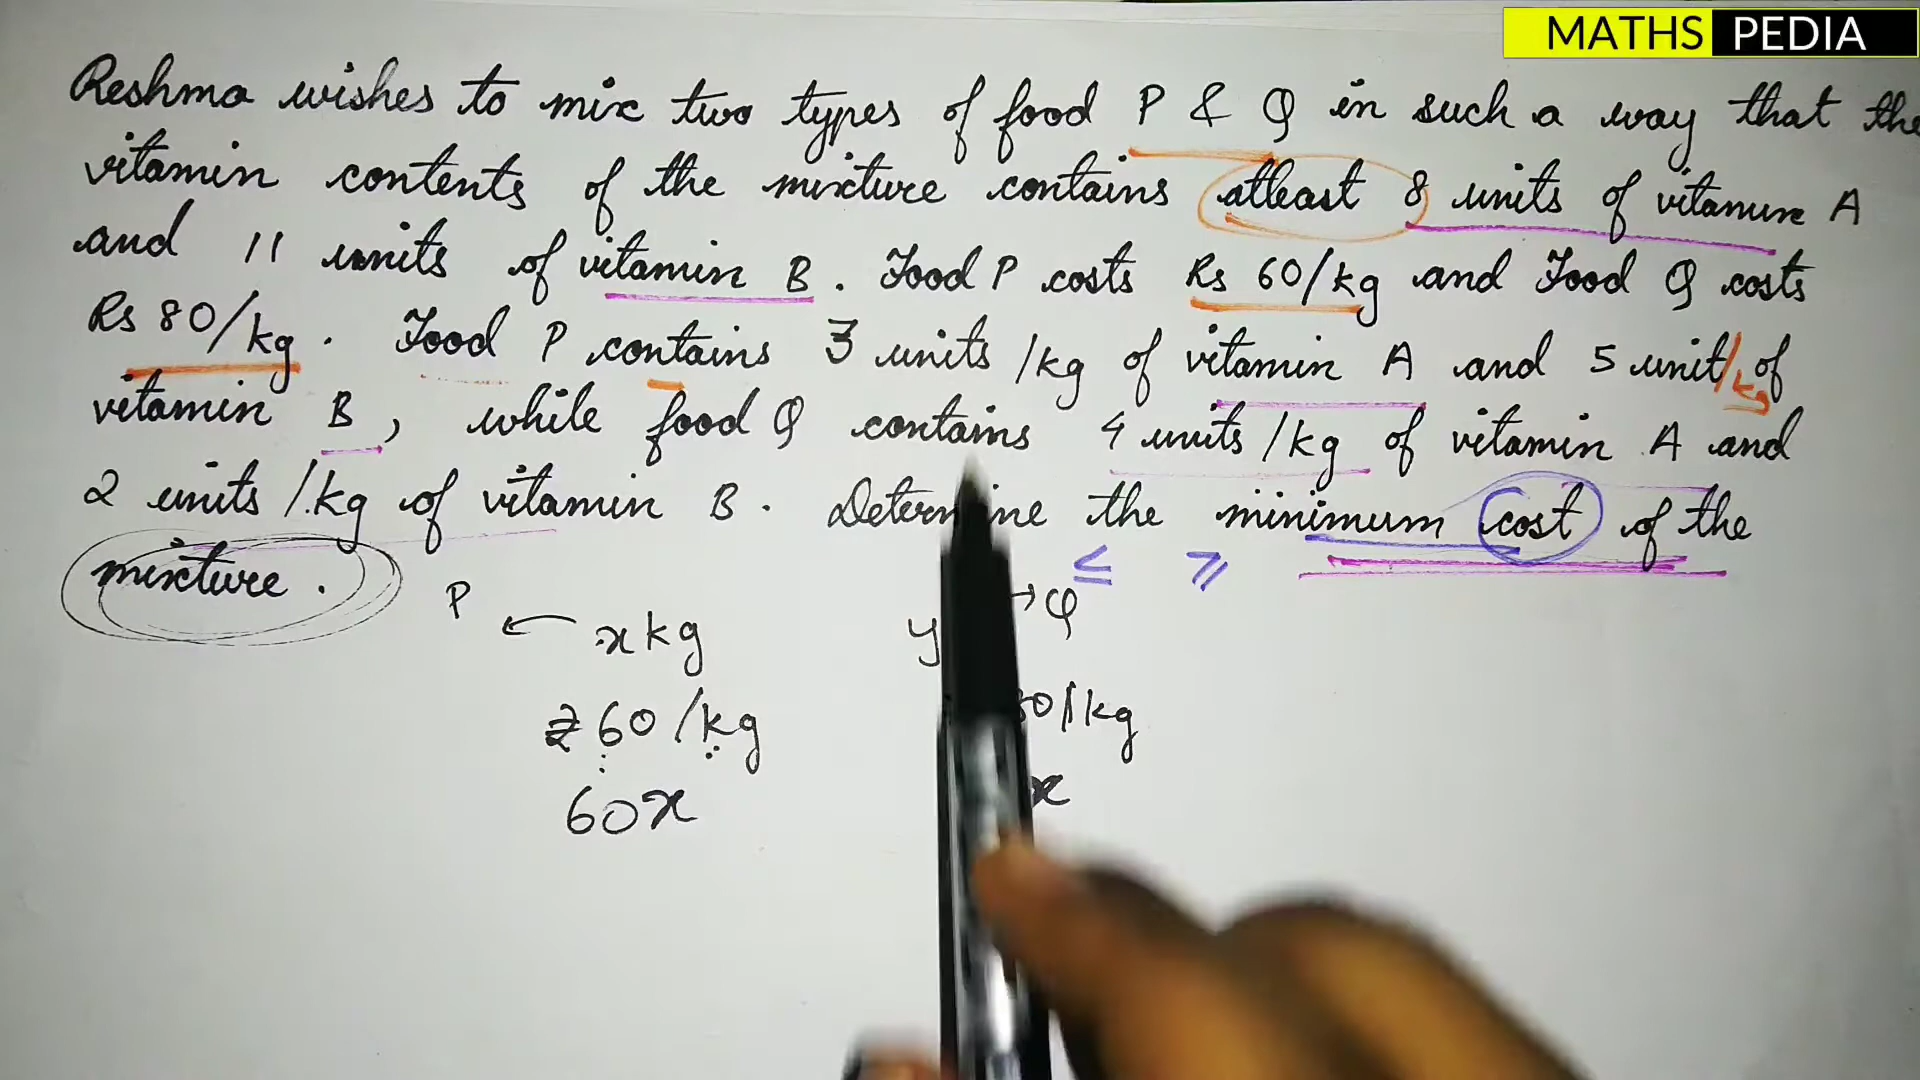 MATHS PEDIA
Reshma wishes to mix two types of food P & Q in such a way that the
vitamin contents of the mixture contains atleast 8 units of vitamin A
and 11 units of vitamin B. Food P costs Rs 60/kg and Food Q costs
Rs 80/kg. Food P contains 3 units /kg of vitamin A and 5 unit/kg of
vitamin B, while food Q contains 4 units /kg of vitamin A and
2 units /kg of vitamin B. Determine the minimum cost of the
mixture.
≤ ≥
P ← x kg y → Q
₹ 60 /kg 80/kg
60x x